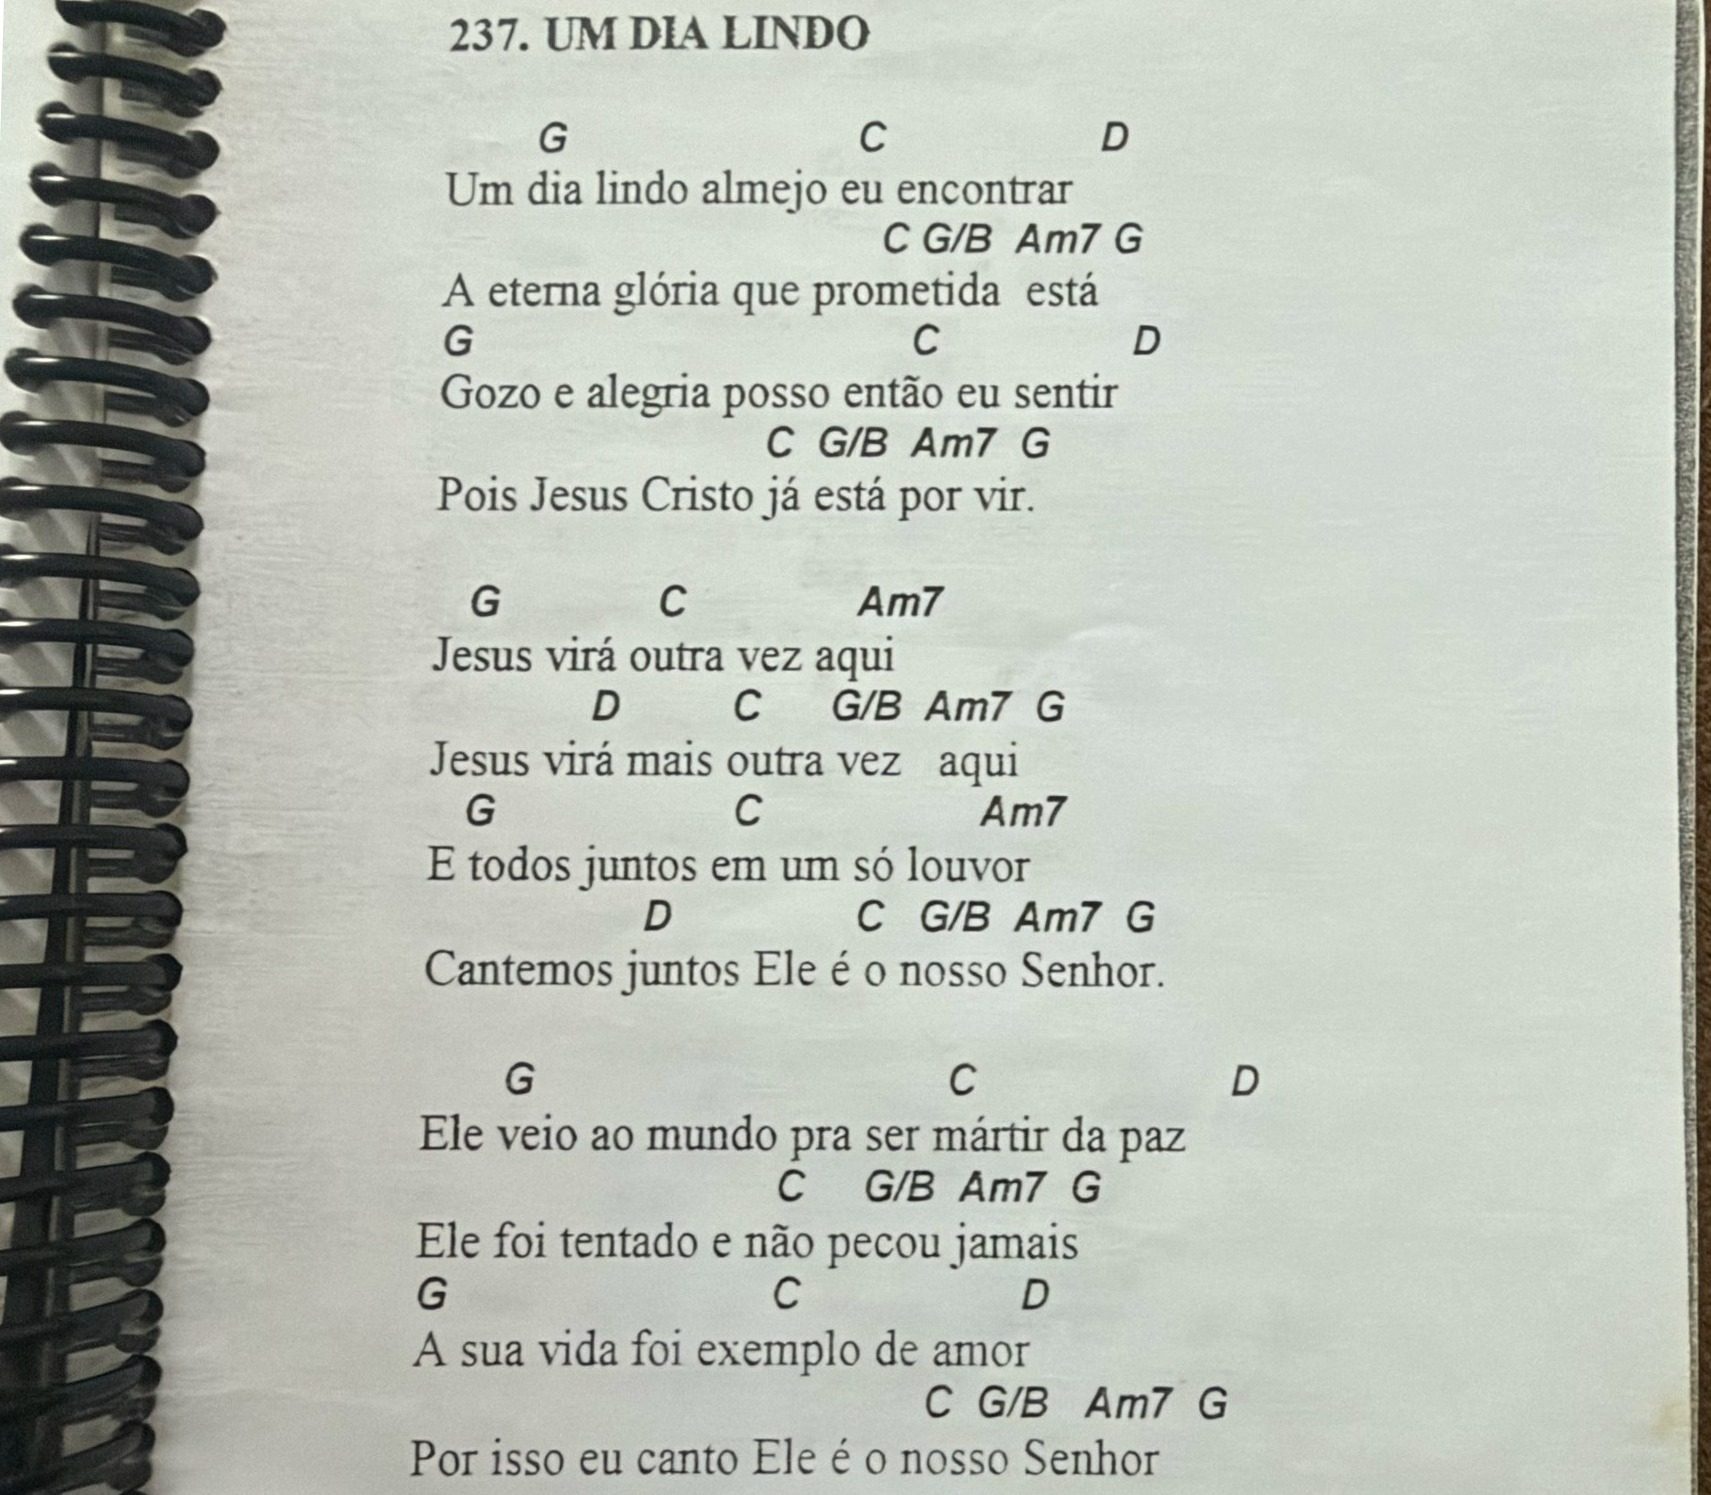 237. UM DIA LINDO
G C D
Um dia lindo almejo eu encontrar
C G/B Am7 G
A eterna glória que prometida está
G C D
Gozo e alegria posso então eu sentir
C G/B Am7 G
Pois Jesus Cristo já está por vir.
G C Am7
Jesus virá outra vez aqui
D C G/B Am7 G
Jesus virá mais outra vez aqui
G C Am7
E todos juntos em um só louvor
D C G/B Am7 G
Cantemos juntos Ele é o nosso Senhor.
G C D
Ele veio ao mundo pra ser mártir da paz
C G/B Am7 G
Ele foi tentado e não pecou jamais
G C D
A sua vida foi exemplo de amor
C G/B Am7 G
Por isso eu canto Ele é o nosso Senhor